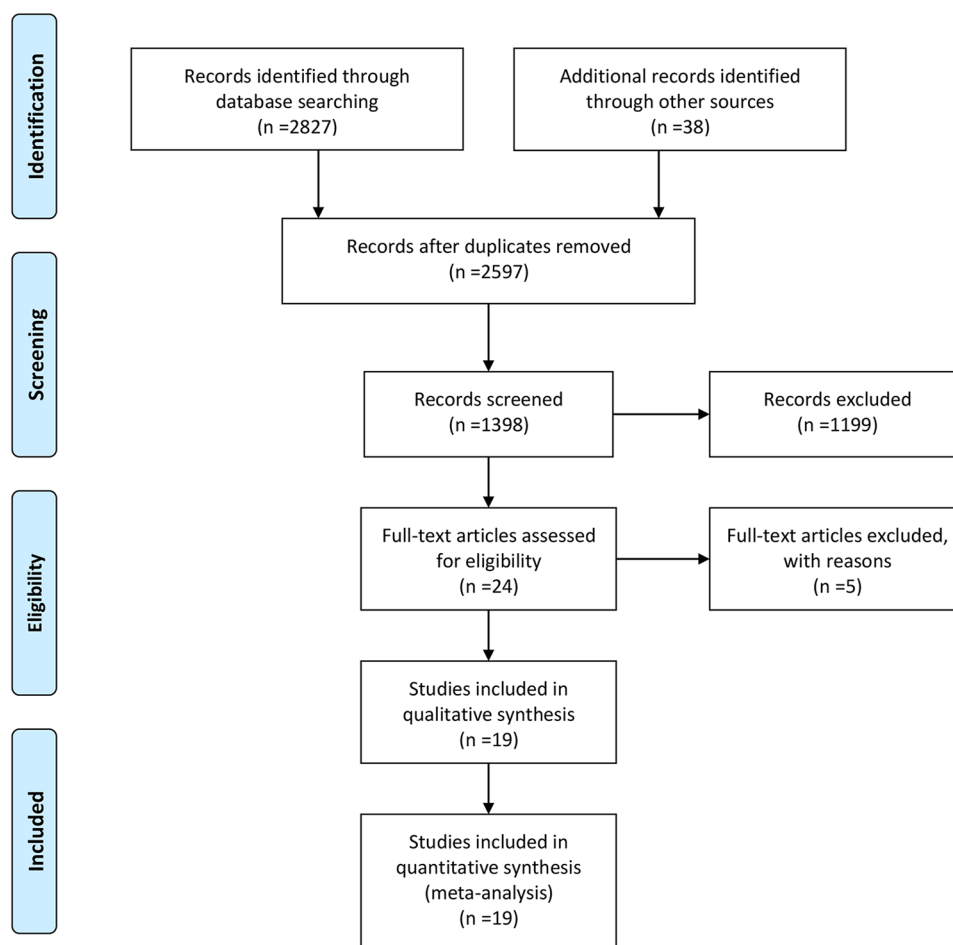 Identification
Records identified through
database searching
(n =2827)
Additional records identified
through other sources
(n =38)
Records after duplicates removed
(n =2597)
Screening
Records screened
(n =1398)
Records excluded
(n =1199)
Eligibility
Full-text articles assessed
for eligibility
(n =24)
Full-text articles excluded,
with reasons
(n =5)
Studies included in
qualitative synthesis
(n =19)
Included
Studies included in
quantitative synthesis
(meta-analysis)
(n =19)